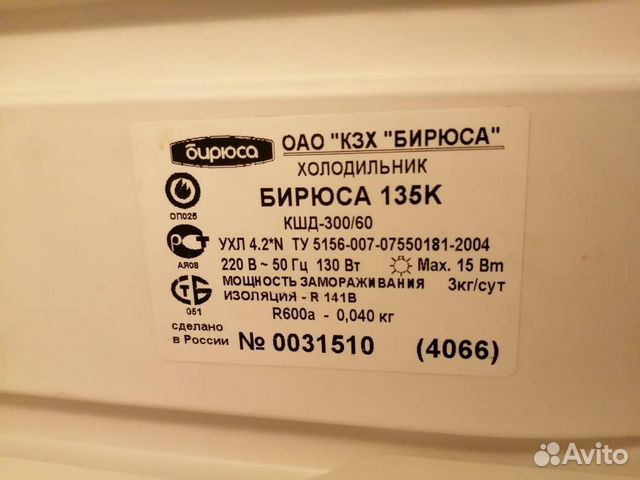 бирюса
ОАО "КЗХ "БИРЮСА"
ХОЛОДИЛЬНИК
БИРЮСА 135К
КШД-300/60
ОП025
УХЛ 4.2*N ТУ 5156-007-07550181-2004
АЯ08
220 В ~ 50 Гц 130 Вт Max. 15 Вm
МОЩНОСТЬ ЗАМОРАЖИВАНИЯ 3кг/сут
ИЗОЛЯЦИЯ - R 141B
051
R600a - 0,040 кг
сделано
в России
№ 0031510 (4066)
Avito